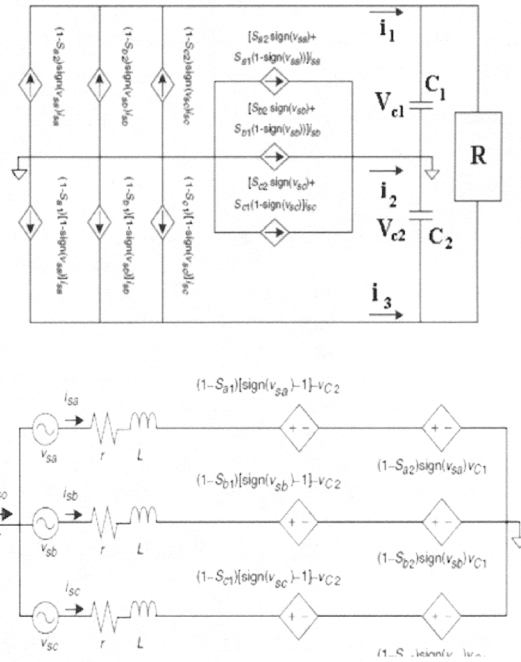 (1-Sa2)sign(vsa)isa
(1-Sb2)sign(vsb)isb
(1-Sc2)sign(vsc)isc
[Sa2 sign(vsa)+
Sa1(1-sign(vsa))]isa
[Sb2 sign(vsb)+
Sb1(1-sign(vsb))]isb
[Sc2 sign(vsc)+
Sc1(1-sign(vsc)]isc
i1
C1
Vc1
R
i2
Vc2
C2
i3
(1-Sa1)[1-sign(vsa)]isa
(1-Sb1)[1-sign(vsb)]isb
(1-Sc1)[1-sign(vsc)]isc
(1-Sa1)[sign(vsa)-1]-vC2
isa
+ -
+ -
vsa
r
L
(1-Sa2)sign(vsa)vC1
(1-Sb1)[sign(vsb)-1]-vC2
isb
+ -
+ -
vsb
r
L
(1-Sb2)sign(vsb)vC1
(1-Sc1)[sign(vsc)-1]-vC2
isc
+ -
+ -
vsc
r
L